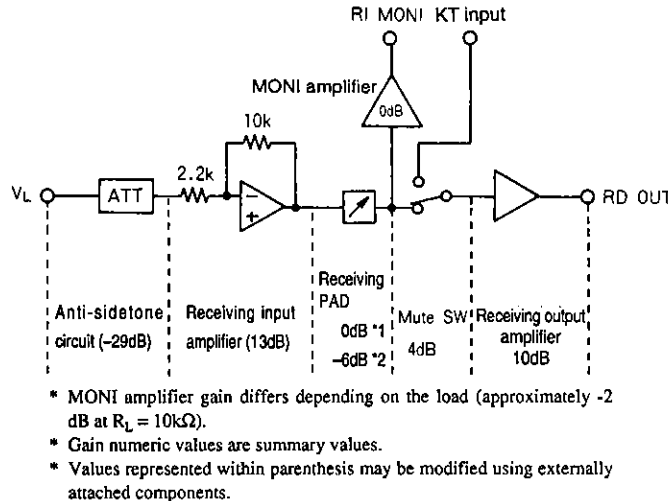 RI MONI KT input
MONI amplifier
0dB
10k
2.2k
VL
ATT
−
+
RD OUT
Anti-sidetone
circuit (–29dB)
Receiving input
amplifier (13dB)
Receiving
PAD
0dB *1
–6dB *2
Mute SW
4dB
Receiving output
amplifier
10dB
* MONI amplifier gain differs depending on the load (approximately -2
dB at RL = 10kΩ).
* Gain numeric values are summary values.
* Values represented within parenthesis may be modified using externally
attached components.